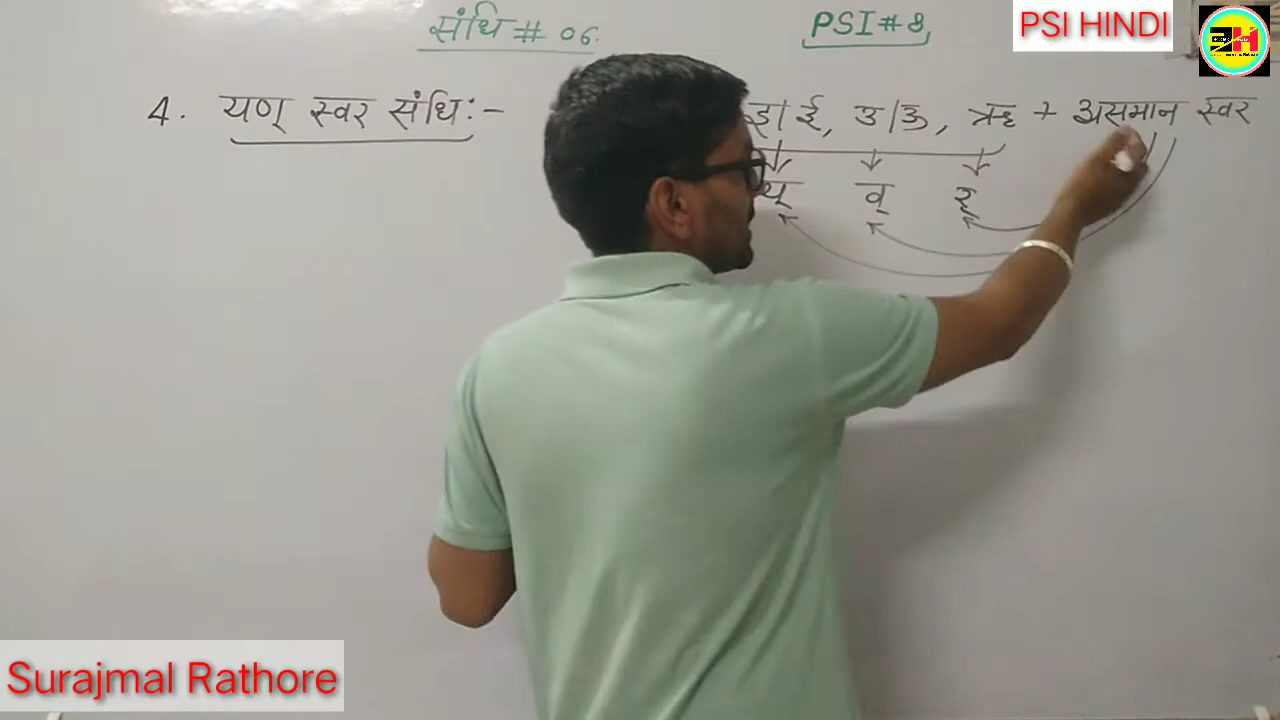 संधि # 06.
PSI # 8
PSI HINDI
4. यण् स्वर संधि:-
इ/ई, उ/ऊ, ऋ + असमान स्वर
य् व् र्
Surajmal Rathore